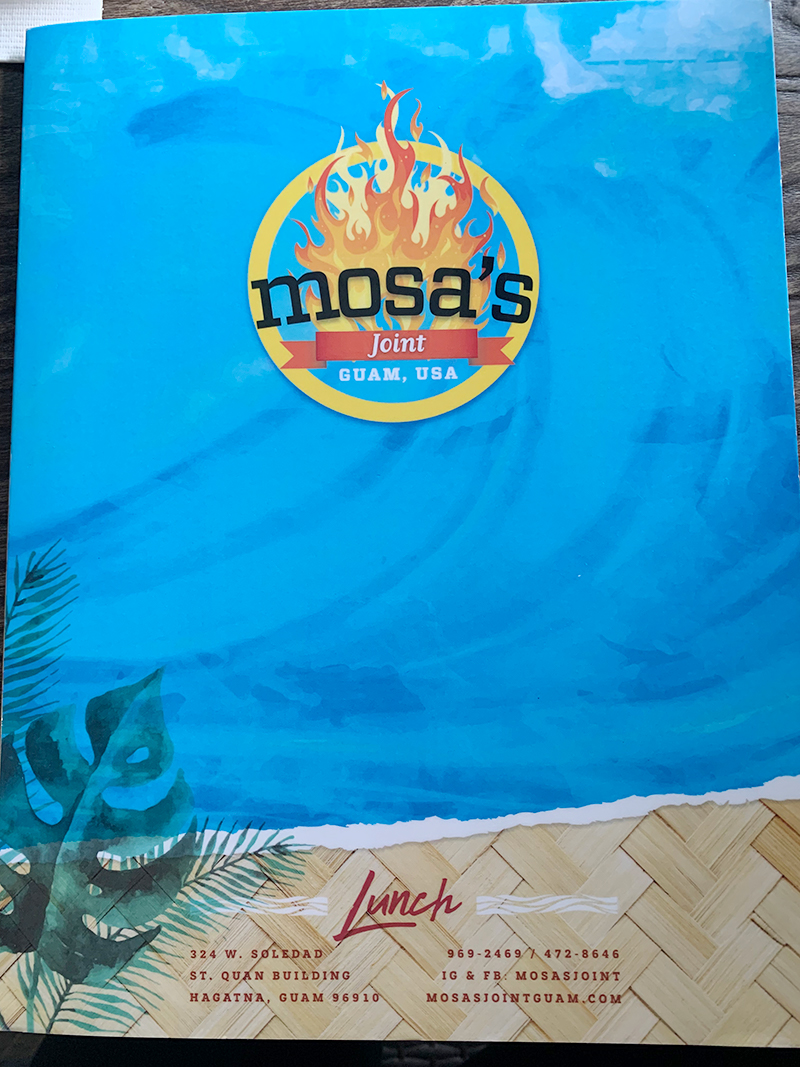 mosa's
Joint
GUAM, USA
Lunch
324 W. SOLEDAD
ST. QUAN BUILDING
HAGATNA, GUAM 96910
969-2469 / 472-8646
IG & FB: MOSASJOINT
MOSASJOINTGUAM.COM